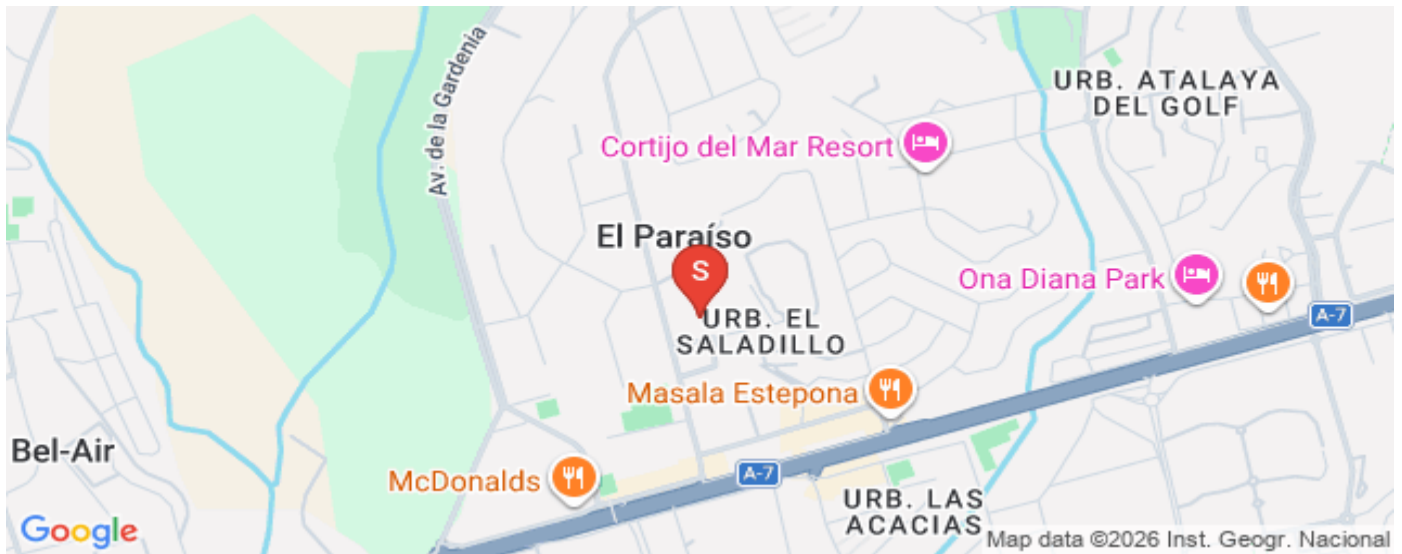 Av. de la Gardenia
URB. ATALAYA
DEL GOLF
Cortijo del Mar Resort
El Paraíso
S
Ona Diana Park
A-7
URB. EL
SALADILLO
Masala Estepona
Bel-Air
McDonalds
A-7
URB. LAS
ACACIAS
Google
Map data ©2026 Inst. Geogr. Nacional